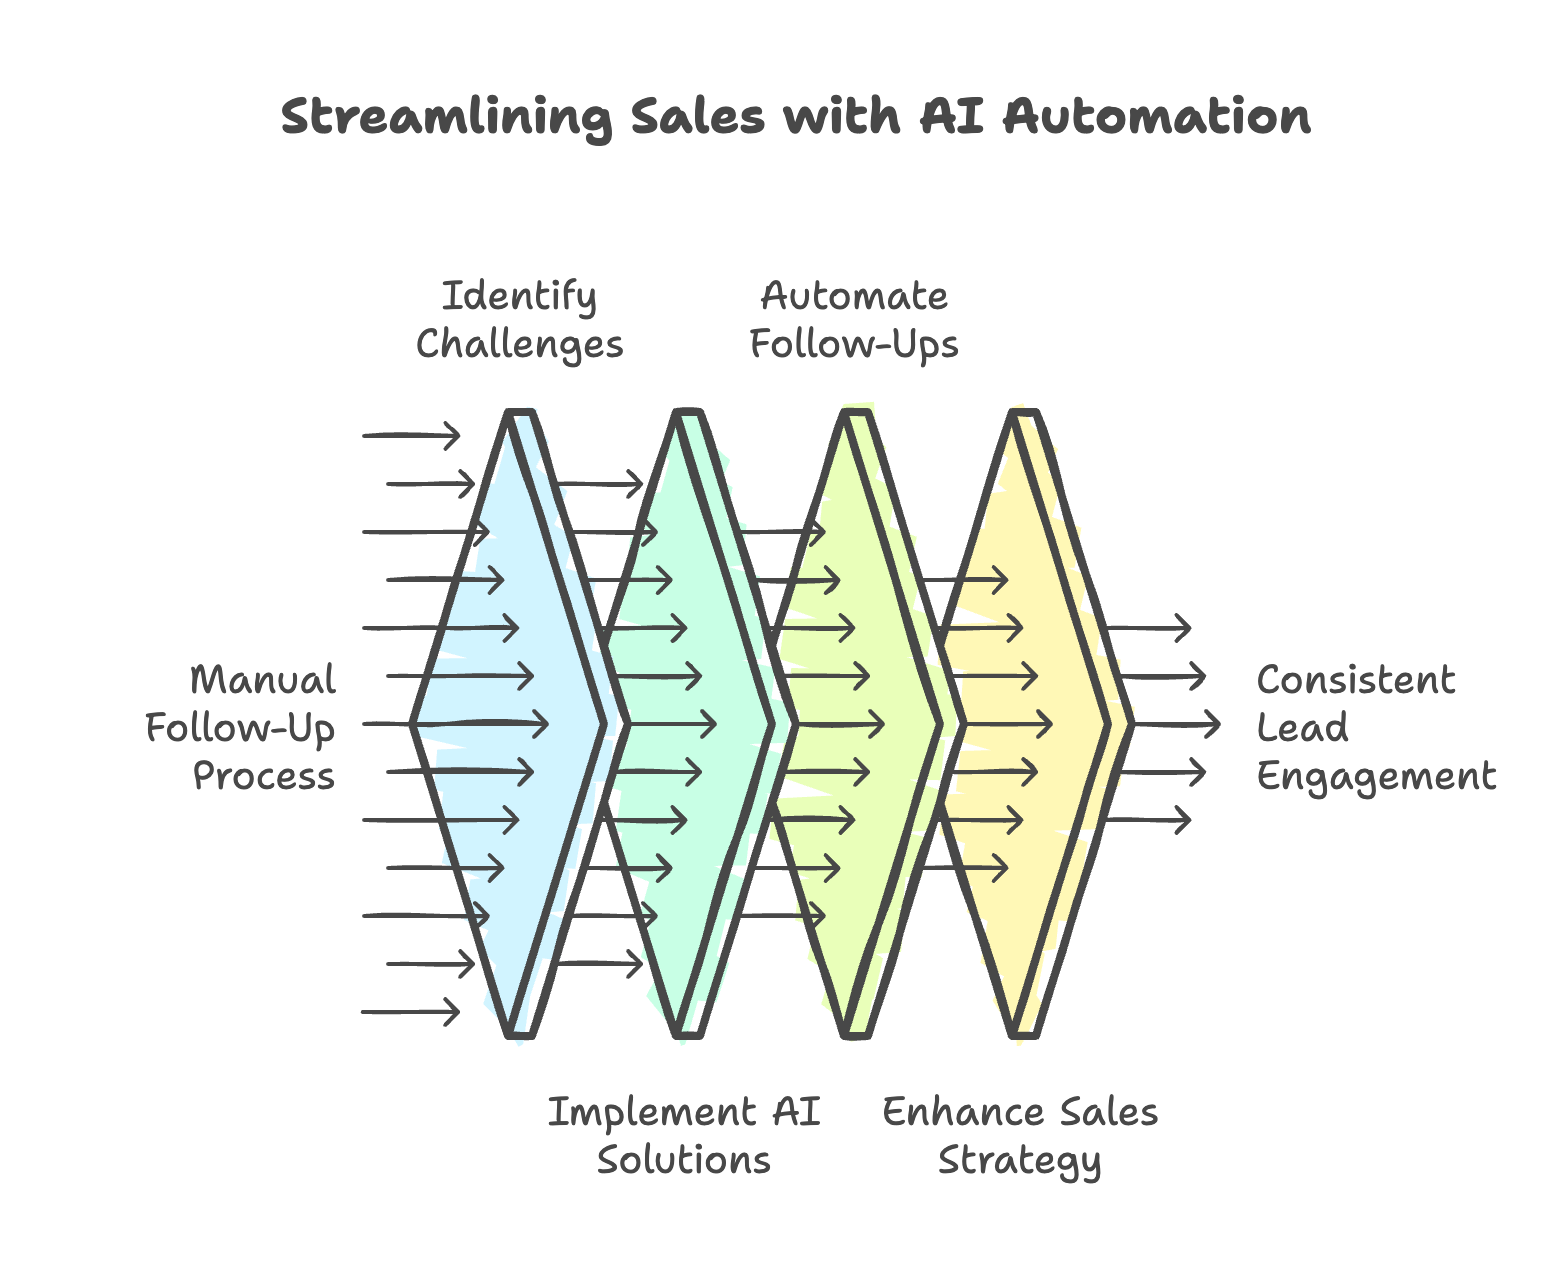 Streamlining Sales with AI Automation
Identify
Challenges
Automate
Follow-Ups
Manual
Follow-Up
Process
Consistent
Lead
Engagement
Implement AI
Solutions
Enhance Sales
Strategy